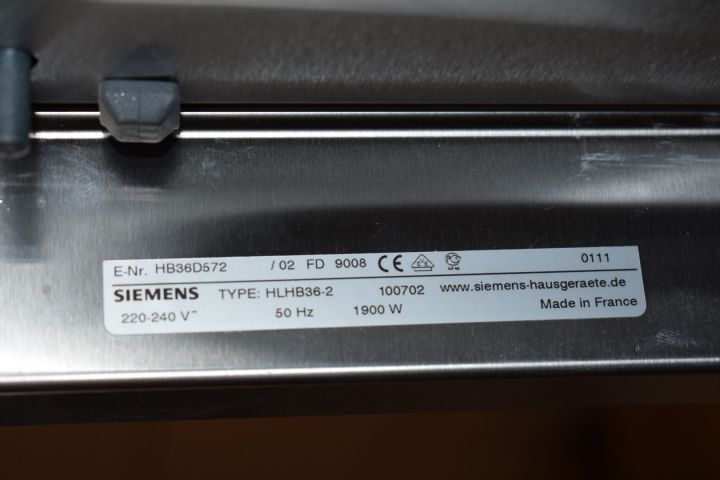 E-Nr. HB36D572 / 02 FD 9008 CE 0111
SIEMENS TYPE: HLHB36-2 100702 www.siemens-hausgeraete.de
220-240 V~ 50 Hz 1900 W Made in France